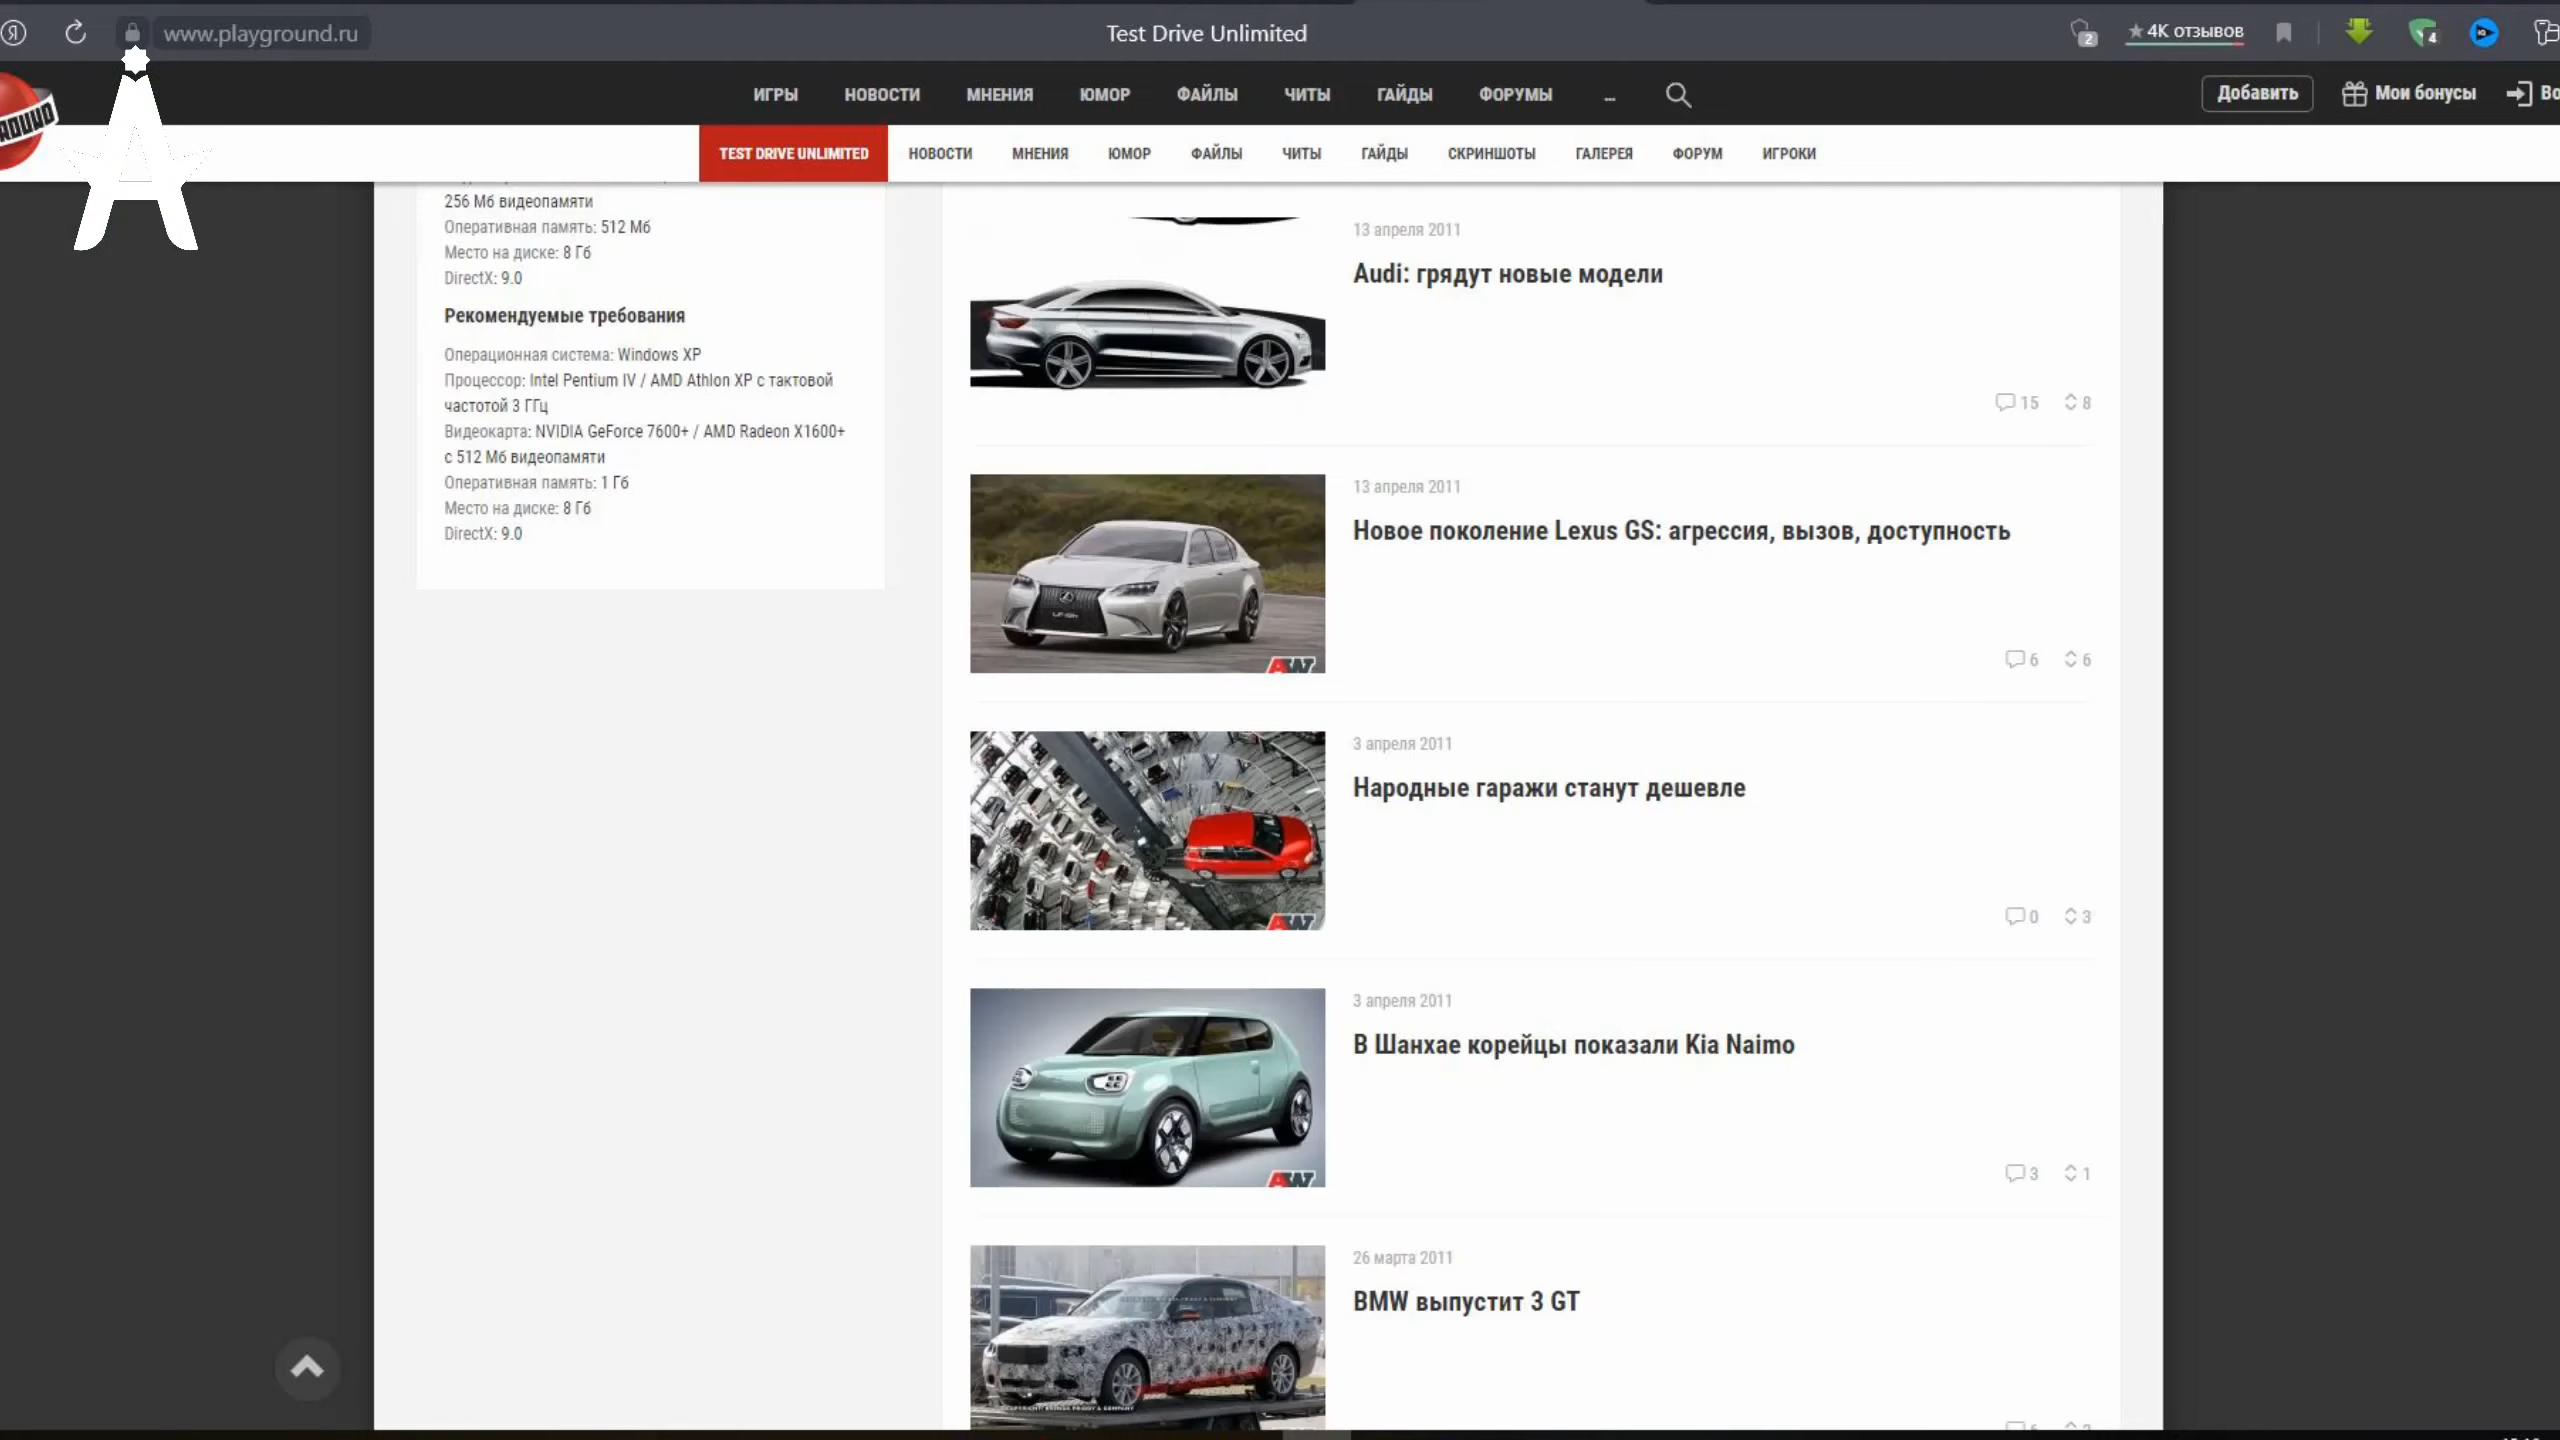 Я
www.playground.ru
Test Drive Unlimited
2
4K отзывов
4
ИГРЫ НОВОСТИ МНЕНИЯ ЮМОР ФАЙЛЫ ЧИТЫ ГАЙДЫ ФОРУМЫ ...
Добавить
Мои бонусы
TEST DRIVE UNLIMITED НОВОСТИ МНЕНИЯ ЮМОР ФАЙЛЫ ЧИТЫ ГАЙДЫ СКРИНШОТЫ ГАЛЕРЕЯ ФОРУМ ИГРОКИ
256 Мб видеопамяти
Оперативная память: 512 Мб
Место на диске: 8 Гб
DirectX: 9.0
Рекомендуемые требования
Операционная система: Windows XP
Процессор: Intel Pentium IV / AMD Athlon XP с тактовой
частотой 3 ГГц
Видеокарта: NVIDIA GeForce 7600+ / AMD Radeon X1600+
с 512 Мб видеопамяти
Оперативная память: 1 Гб
Место на диске: 8 Гб
DirectX: 9.0
13 апреля 2011
Audi: грядут новые модели
15 8
13 апреля 2011
Новое поколение Lexus GS: агрессия, вызов, доступность
AW
6 6
3 апреля 2011
Народные гаражи станут дешевле
AW
0 3
3 апреля 2011
В Шанхае корейцы показали Kia Naimo
AW
3 1
26 марта 2011
BMW выпустит 3 GT